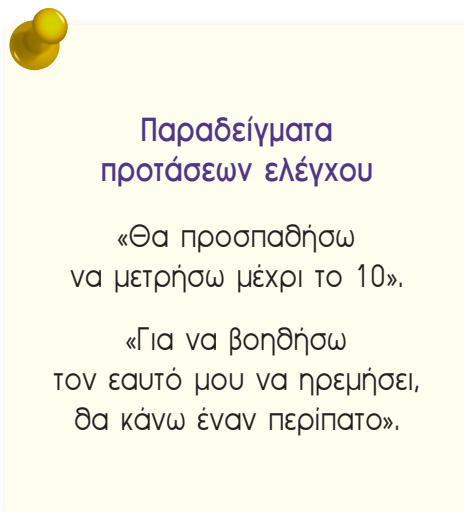 Παραδείγματα
προτάσεων ελέγχου
«Θα προσπαθήσω
να μετρήσω μέχρι το 10».
«Για να βοηθήσω
τον εαυτό μου να ηρεμήσει,
θα κάνω έναν περίπατο».